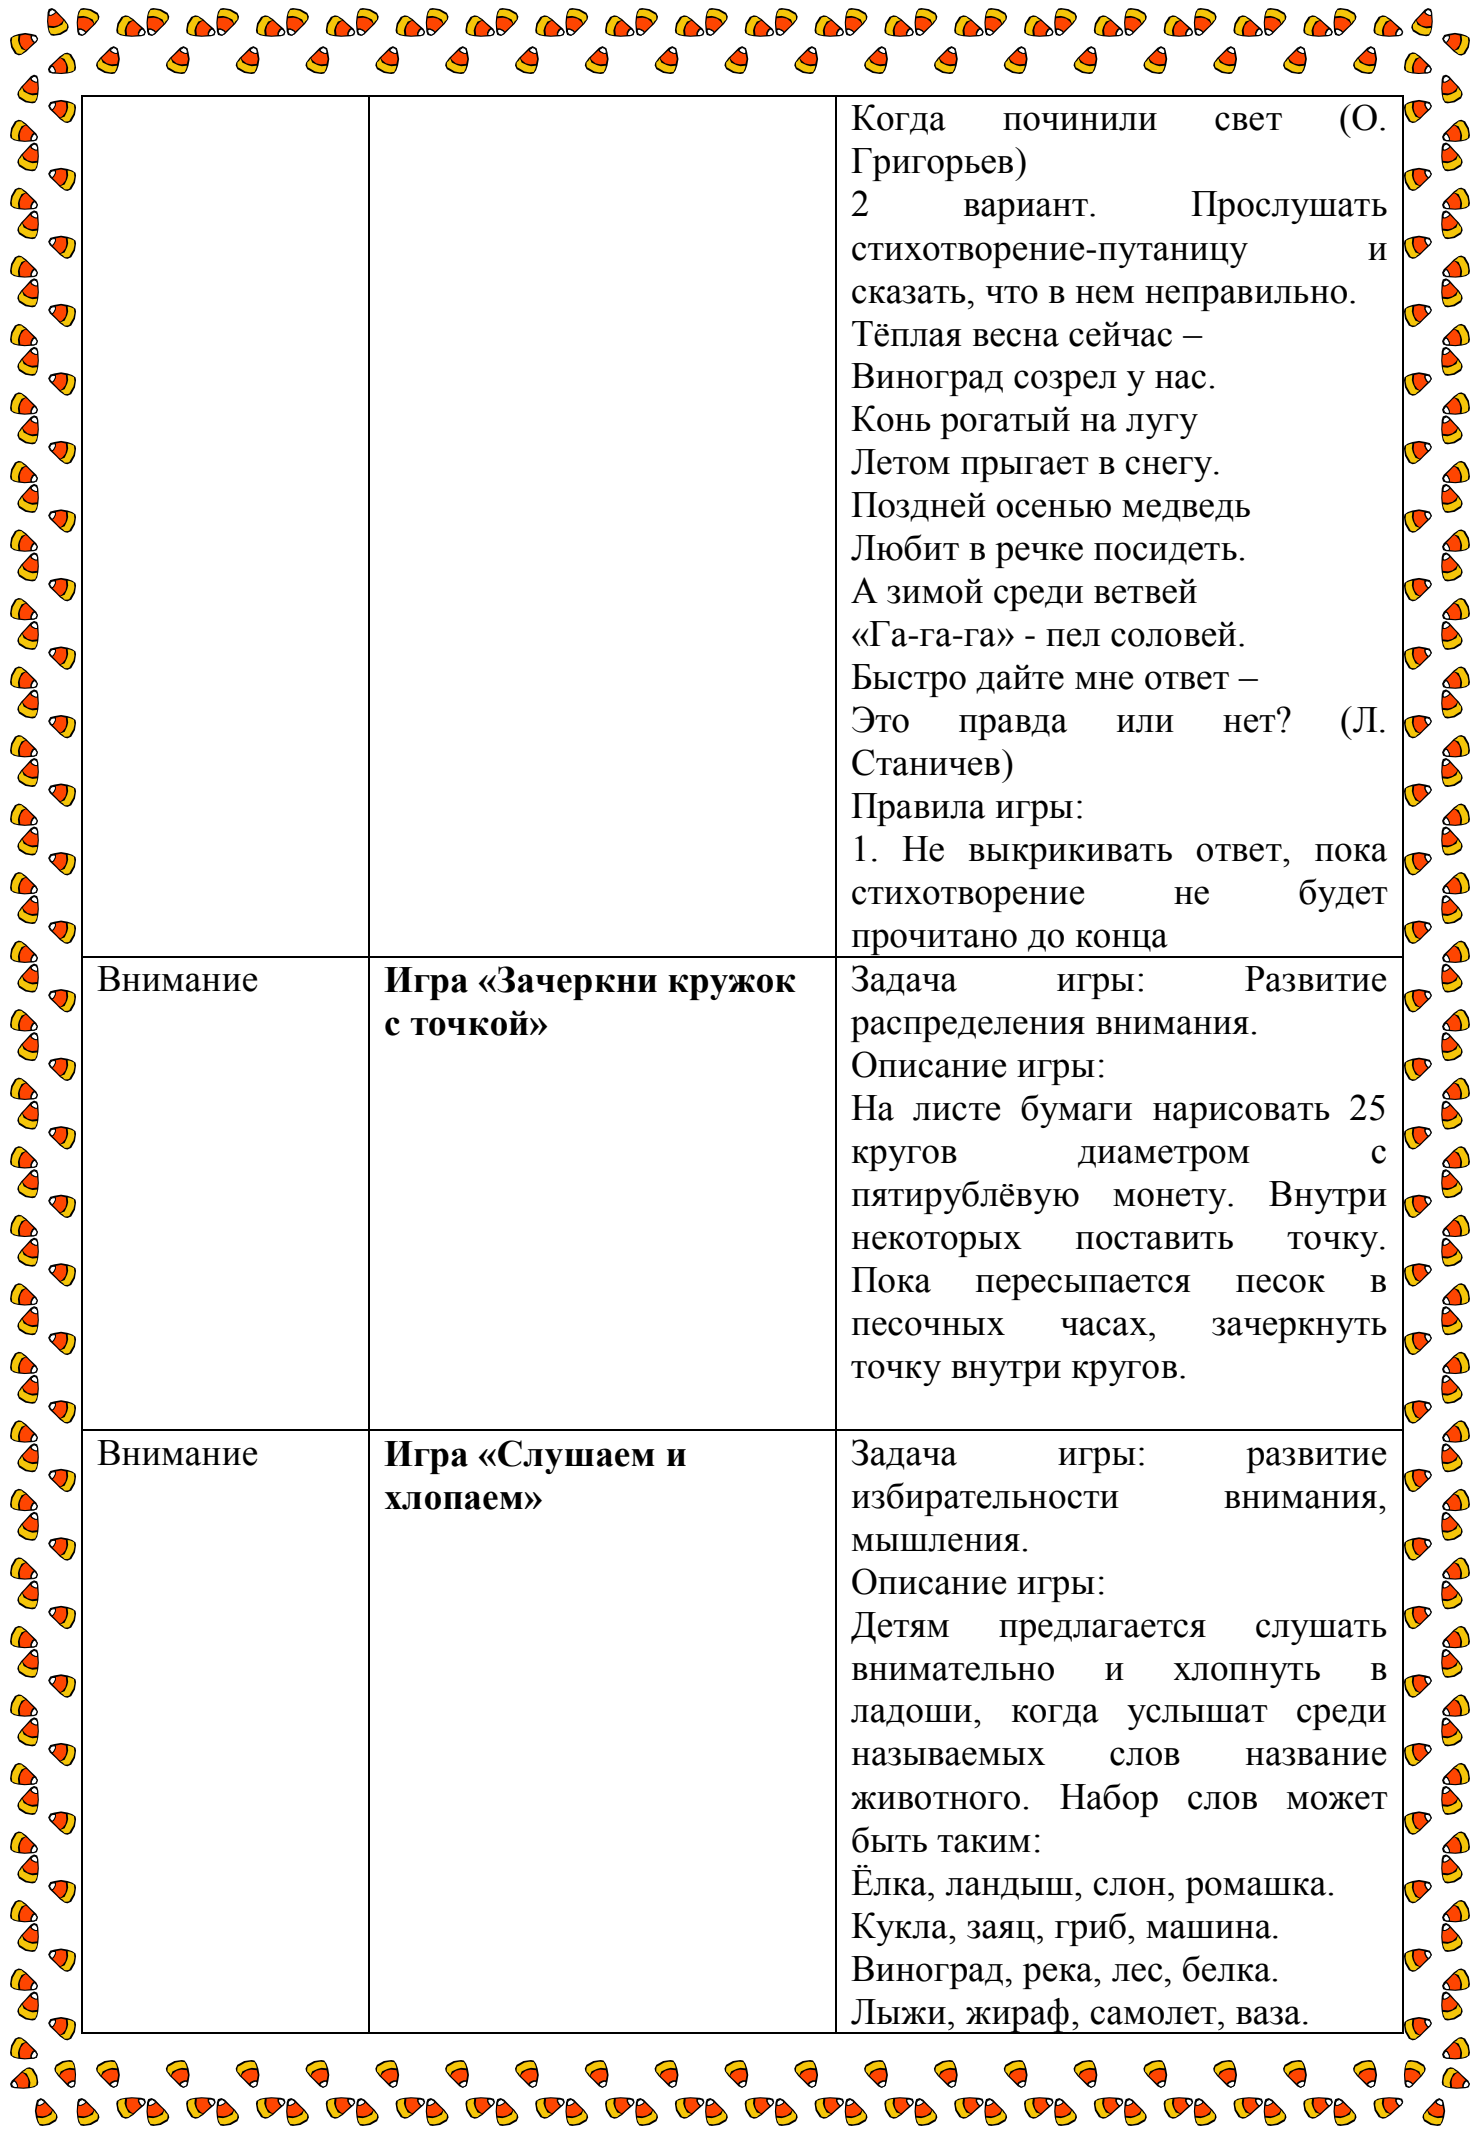 Когда починили свет (О.
Григорьев)
2 вариант. Прослушать
стихотворение-путаницу и
сказать, что в нем неправильно.
Тёплая весна сейчас –
Виноград созрел у нас.
Конь рогатый на лугу
Летом прыгает в снегу.
Поздней осенью медведь
Любит в речке посидеть.
А зимой среди ветвей
«Га-га-га» - пел соловей.
Быстро дайте мне ответ –
Это правда или нет? (Л.
Станичев)
Правила игры:
1. Не выкрикивать ответ, пока
стихотворение не будет
прочитано до конца
Внимание
Игра «Зачеркни кружок
с точкой»
Задача игры: Развитие
распределения внимания.
Описание игры:
На листе бумаги нарисовать 25
кругов диаметром с
пятирублёвую монету. Внутри
некоторых поставить точку.
Пока пересыпается песок в
песочных часах, зачеркнуть
точку внутри кругов.
Внимание
Игра «Слушаем и
хлопаем»
Задача игры: развитие
избирательности внимания,
мышления.
Описание игры:
Детям предлагается слушать
внимательно и хлопнуть в
ладоши, когда услышат среди
называемых слов название
животного. Набор слов может
быть таким:
Ёлка, ландыш, слон, ромашка.
Кукла, заяц, гриб, машина.
Виноград, река, лес, белка.
Лыжи, жираф, самолет, ваза.